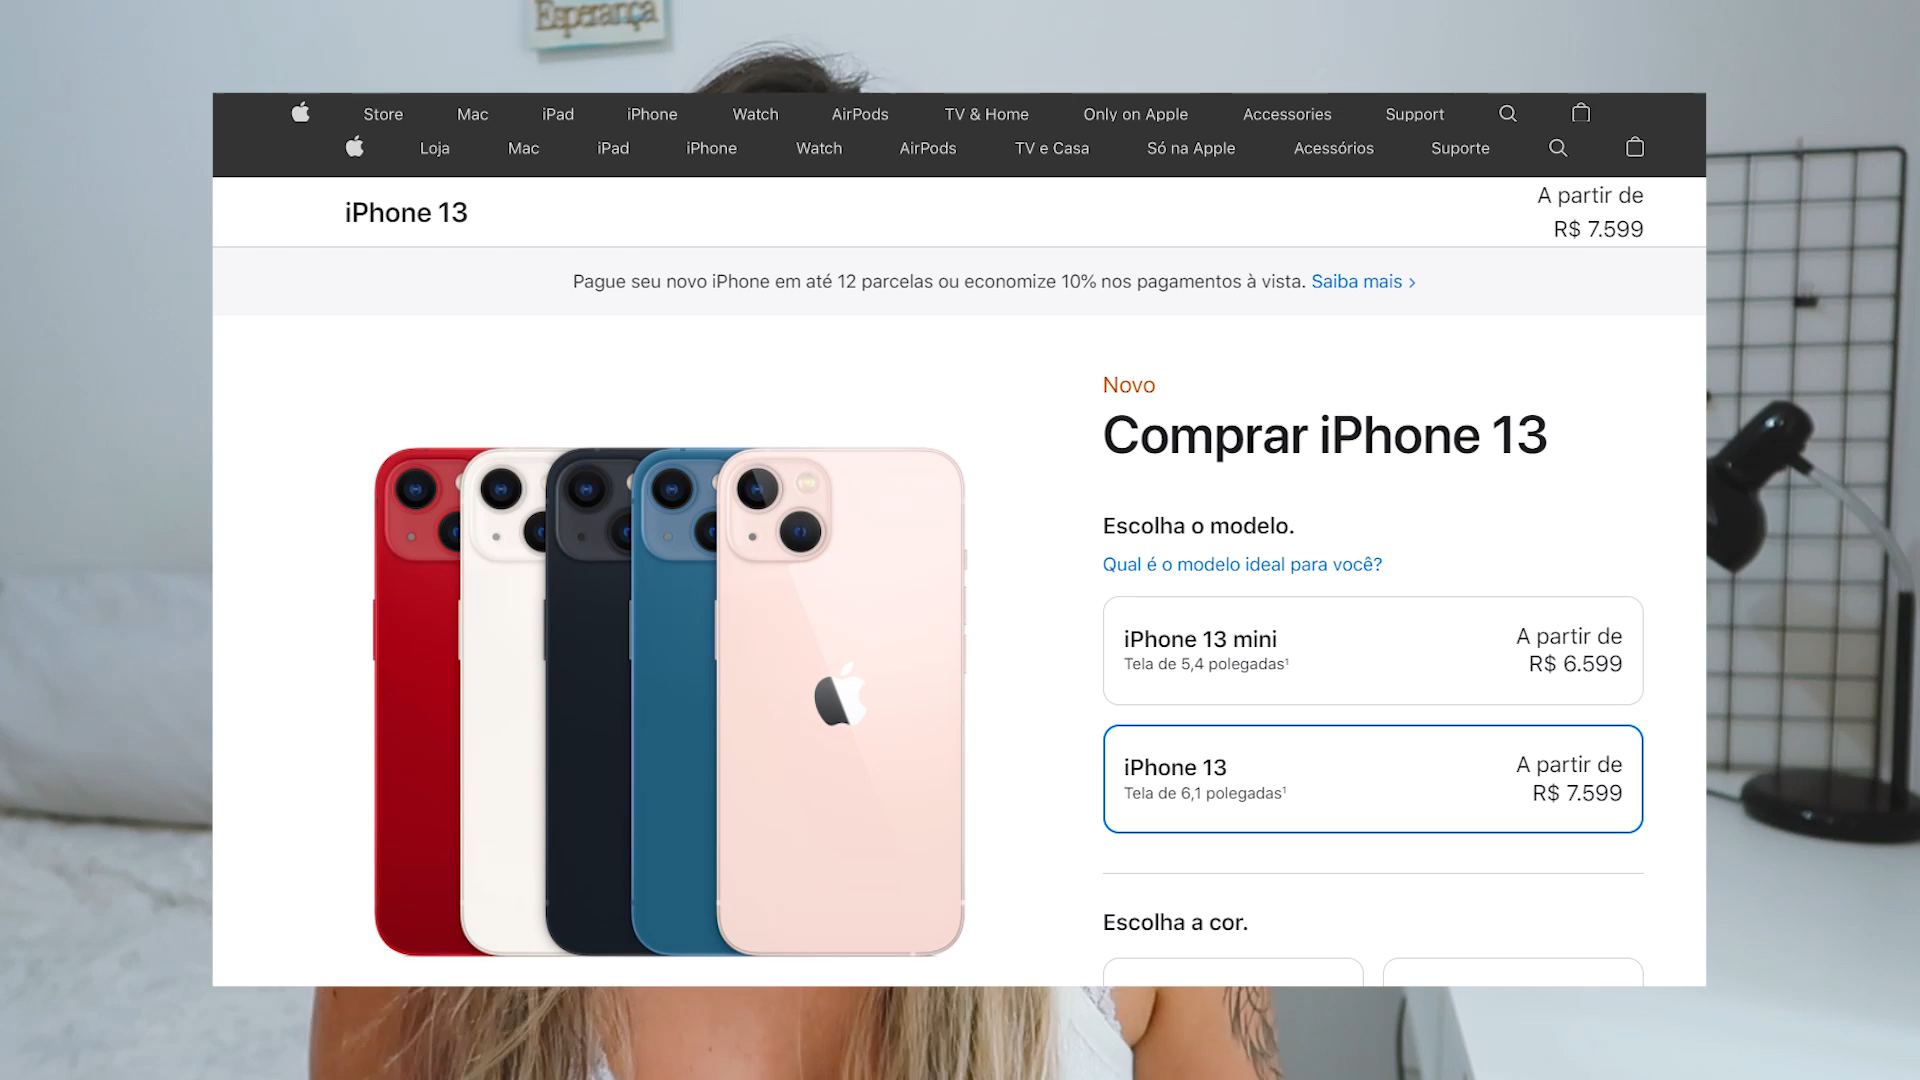 Esperança
Store Mac iPad iPhone Watch AirPods TV & Home Only on Apple Accessories Support
Loja Mac iPad iPhone Watch AirPods TV e Casa Só na Apple Acessórios Suporte
iPhone 13
A partir de
R$ 7.599
Pague seu novo iPhone em até 12 parcelas ou economize 10% nos pagamentos à vista. Saiba mais >
Novo
Comprar iPhone 13
Escolha o modelo.
Qual é o modelo ideal para você?
iPhone 13 mini
Tela de 5,4 polegadas¹
A partir de
R$ 6.599
iPhone 13
Tela de 6,1 polegadas¹
A partir de
R$ 7.599
Escolha a cor.